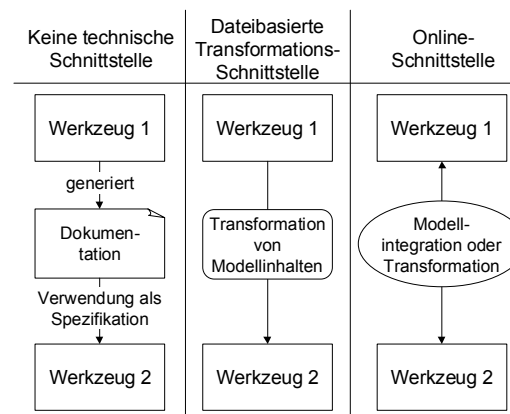 Keine technische
Schnittstelle
Werkzeug 1
generiert
Dokumen-
tation
Verwendung als
Spezifikation
Werkzeug 2
Dateibasierte
Transformations-
Schnittstelle
Werkzeug 1
Transformation
von
Modellinhalten
Werkzeug 2
Online-
Schnittstelle
Werkzeug 1
Modell-
integration oder
Transformation
Werkzeug 2